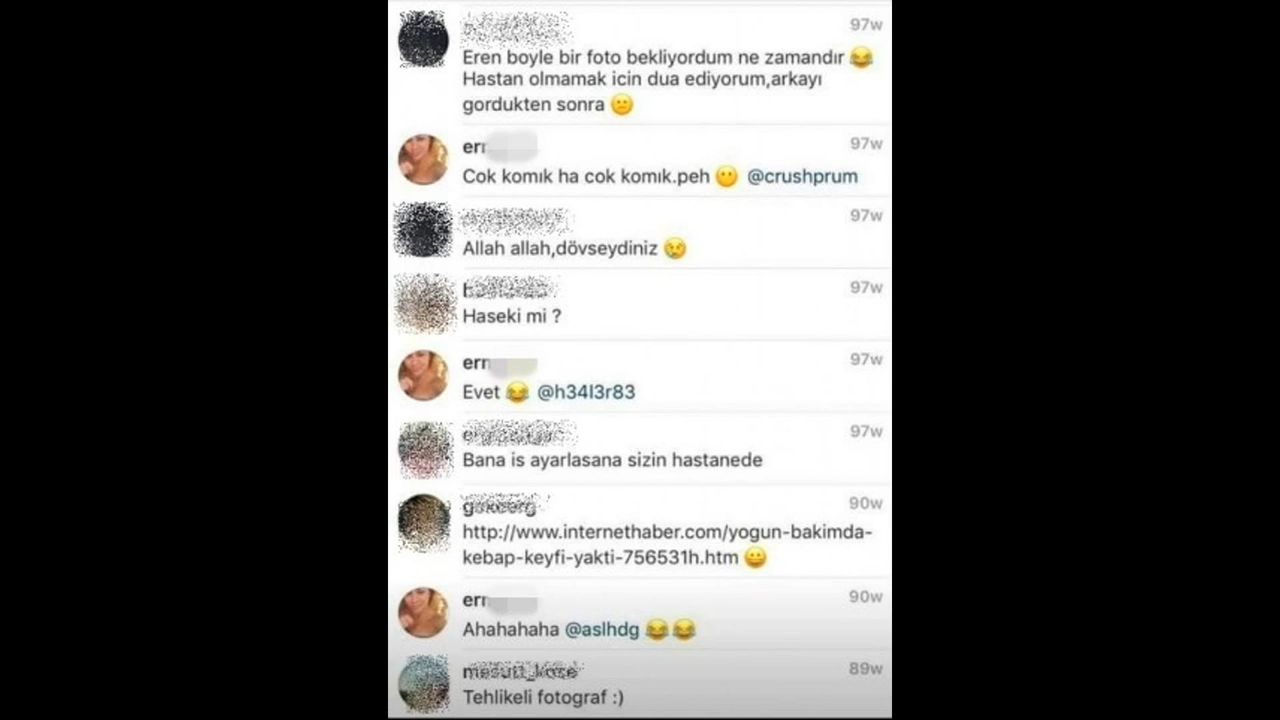 97w
Eren boyle bir foto bekliyordum ne zamandır 😂
Hastan olmamak icin dua ediyorum,arkayı
gordukten sonra 😕
err 97w
Cok komık ha cok komık.peh 😶 @crushprum
97w
Allah allah,dövseydiniz 😢
97w
Haseki mi ?
err 97w
Evet 😂 @h34l3r83
97w
Bana is ayarlasana sizin hastanede
90w
http://www.internethaber.com/yogun-bakimda-
kebap-keyfi-yakti-756531h.htm 😀
err 90w
Ahahahaha @aslhdg 😂😂
89w
Tehlikeli fotograf :)